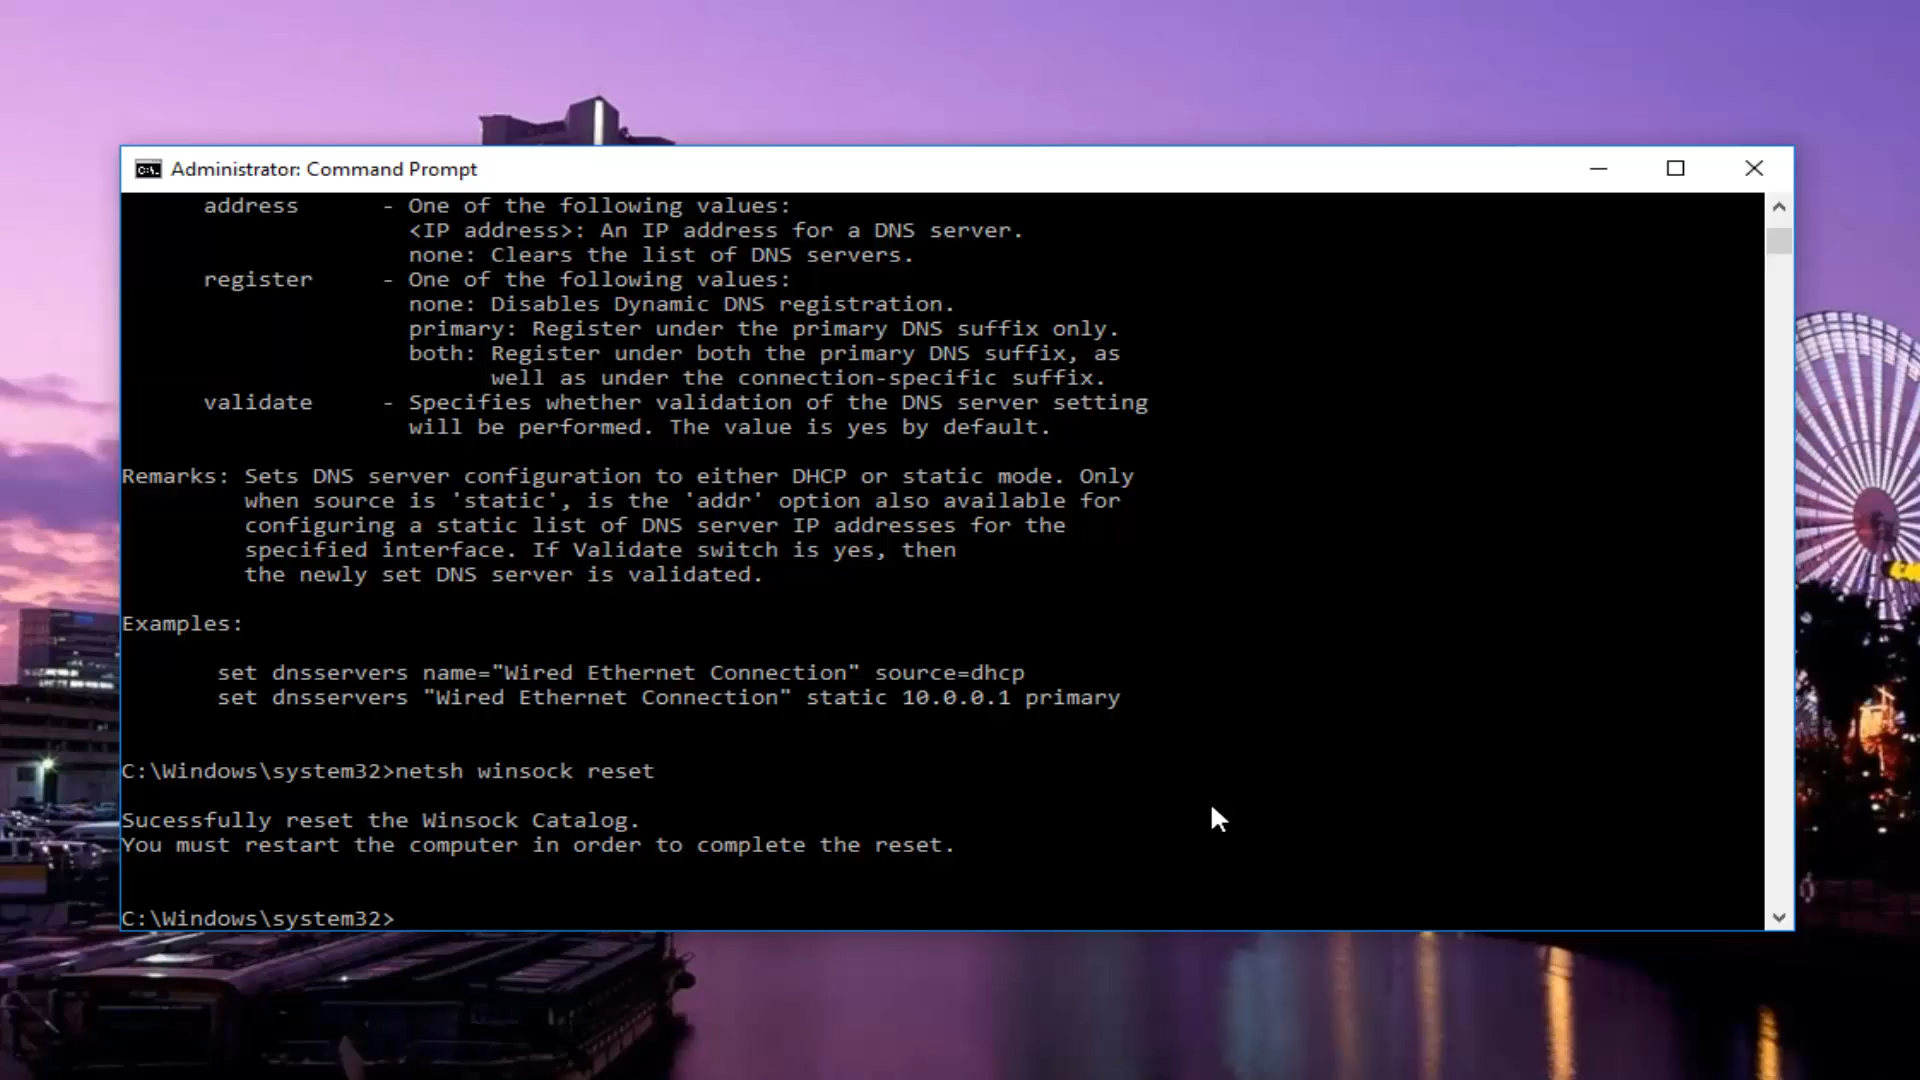 Administrator: Command Prompt
address - One of the following values:
<IP address>: An IP address for a DNS server.
none: Clears the list of DNS servers.
register - One of the following values:
none: Disables Dynamic DNS registration.
primary: Register under the primary DNS suffix only.
both: Register under both the primary DNS suffix, as
well as under the connection-specific suffix.
validate - Specifies whether validation of the DNS server setting
will be performed. The value is yes by default.
Remarks: Sets DNS server configuration to either DHCP or static mode. Only
when source is 'static', is the 'addr' option also available for
configuring a static list of DNS server IP addresses for the
specified interface. If Validate switch is yes, then
the newly set DNS server is validated.
Examples:
set dnsservers name="Wired Ethernet Connection" source=dhcp
set dnsservers "Wired Ethernet Connection" static 10.0.0.1 primary
C:\Windows\system32>netsh winsock reset
Sucessfully reset the Winsock Catalog.
You must restart the computer in order to complete the reset.
C:\Windows\system32>